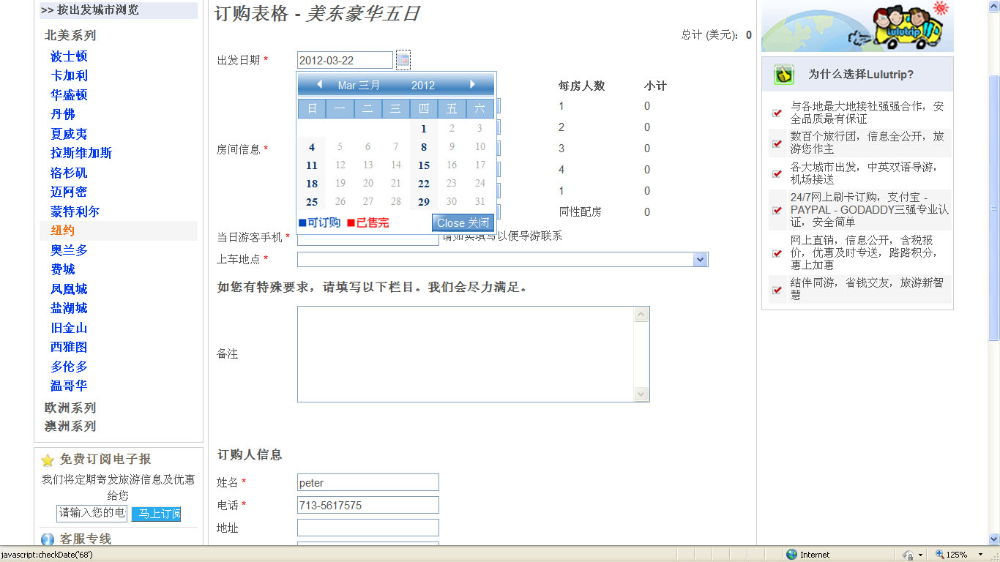 >> 按出发城市浏览
北美系列
波士顿
卡加利
华盛顿
丹佛
夏威夷
拉斯维加斯
洛杉矶
迈阿密
蒙特利尔
纽约
奥兰多
费城
凤凰城
盐湖城
旧金山
西雅图
多伦多
温哥华
欧洲系列
澳洲系列
免费订阅电子报
我们将定期寄发旅游信息及优惠
给您
请输入您的电 马上订阅
客服专线
订购表格 - 美东豪华五日
总计 (美元): 0
出发日期 * 2012-03-22
Mar 三月 2012
日 一 二 三 四 五 六
1 2 3
4 5 6 7 8 9 10
11 12 13 14 15 16 17
18 19 20 21 22 23 24
25 26 27 28 29 30 31
可订购 已售完 Close 关闭
每房人数 小计
1 0
2 0
房间信息 * 3 0
4 0
1 0
同性配房 0
当日游客手机 * 请如实填写以便导游联系
上车地点 *
如您有特殊要求，请填写以下栏目。我们会尽力满足。
备注
订购人信息
姓名 * peter
电话 * 713-5617575
地址
Lulutrip
为什么选择Lulutrip?
与各地最大地接社强强合作，安
全品质最有保证
数百个旅行团，信息全公开，旅
游您作主
各大城市出发，中英双语导游，
机场接送
24/7网上刷卡订购，支付宝 -
PAYPAL - GODADDY三强专业认
证，安全简单
网上直销，信息公开，含税报
价，优惠及时专送，路路积分，
惠上加惠
结伴同游，省钱交友，旅游新智
慧
javascript:checkDate('68') Internet 125%